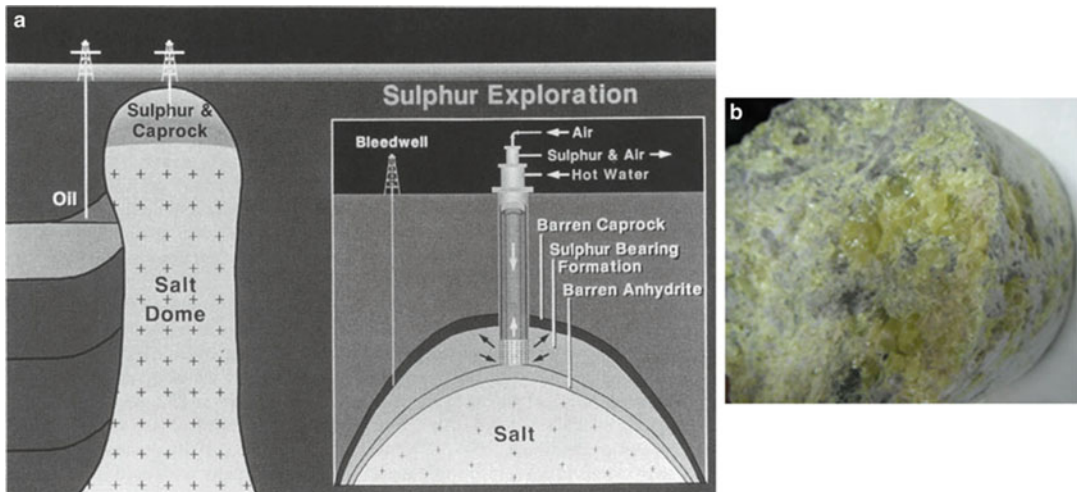 a
Sulphur &
Caprock
Oil
Salt
Dome
Sulphur Exploration
Bleedwell
Air
Sulphur & Air
Hot Water
Barren Caprock
Sulphur Bearing
Formation
Barren Anhydrite
Salt
b